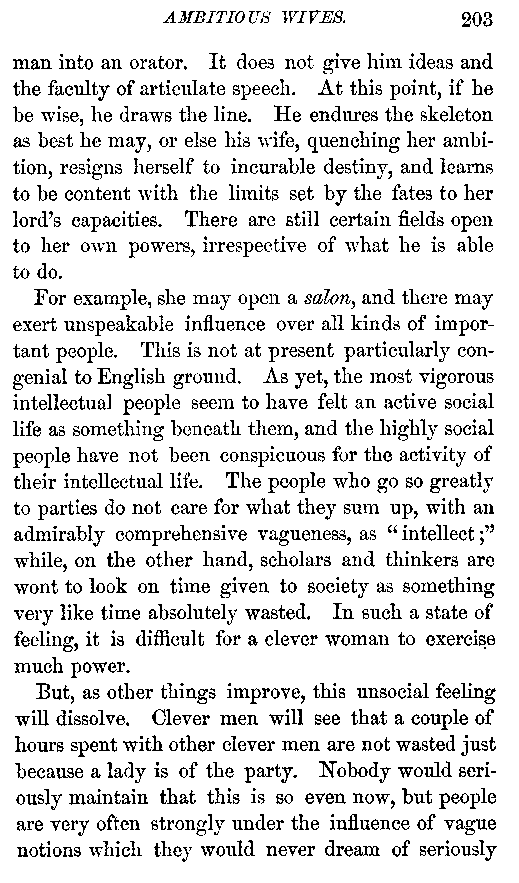 AMBITIOUS WIVES. 203
man into an orator. It does not give him ideas and
the faculty of articulate speech. At this point, if he
be wise, he draws the line. He endures the skeleton
as best he may, or else his wife, quenching her ambi-
tion, resigns herself to incurable destiny, and learns
to be content with the limits set by the fates to her
lord's capacities. There are still certain fields open
to her own powers, irrespective of what he is able
to do.
For example, she may open a salon, and there may
exert unspeakable influence over all kinds of impor-
tant people. This is not at present particularly con-
genial to English ground. As yet, the most vigorous
intellectual people seem to have felt an active social
life as something beneath them, and the highly social
people have not been conspicuous for the activity of
their intellectual life. The people who go so greatly
to parties do not care for what they sum up, with an
admirably comprehensive vagueness, as "intellect;"
while, on the other hand, scholars and thinkers are
wont to look on time given to society as something
very like time absolutely wasted. In such a state of
feeling, it is difficult for a clever woman to exercise
much power.
But, as other things improve, this unsocial feeling
will dissolve. Clever men will see that a couple of
hours spent with other clever men are not wasted just
because a lady is of the party. Nobody would seri-
ously maintain that this is so even now, but people
are very often strongly under the influence of vague
notions which they would never dream of seriously